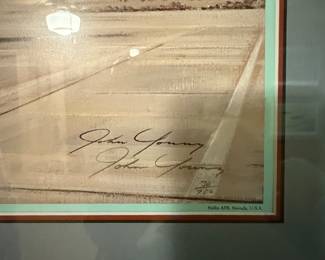 John Young
John Young
Nellis AFB, Nevada, U.S.A.